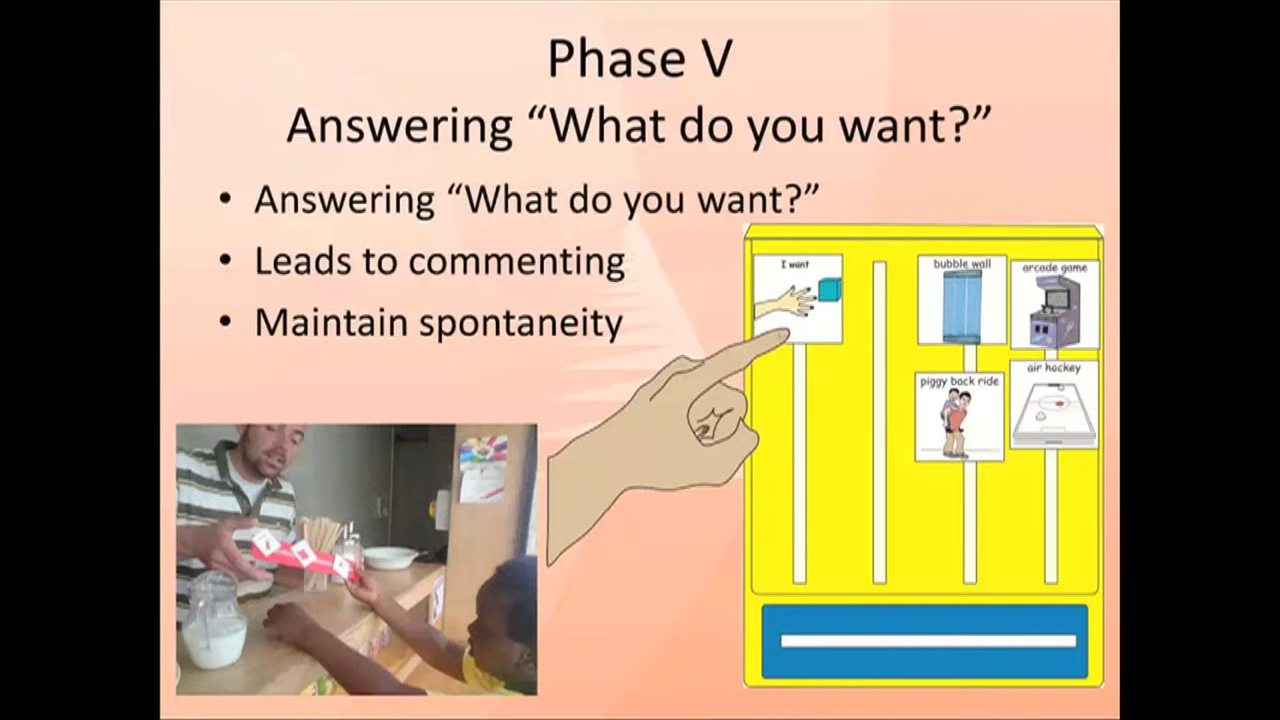 Phase V
Answering “What do you want?”
• Answering “What do you want?”
• Leads to commenting
• Maintain spontaneity
I want
bubble wall
arcade game
piggy back ride
air hockey